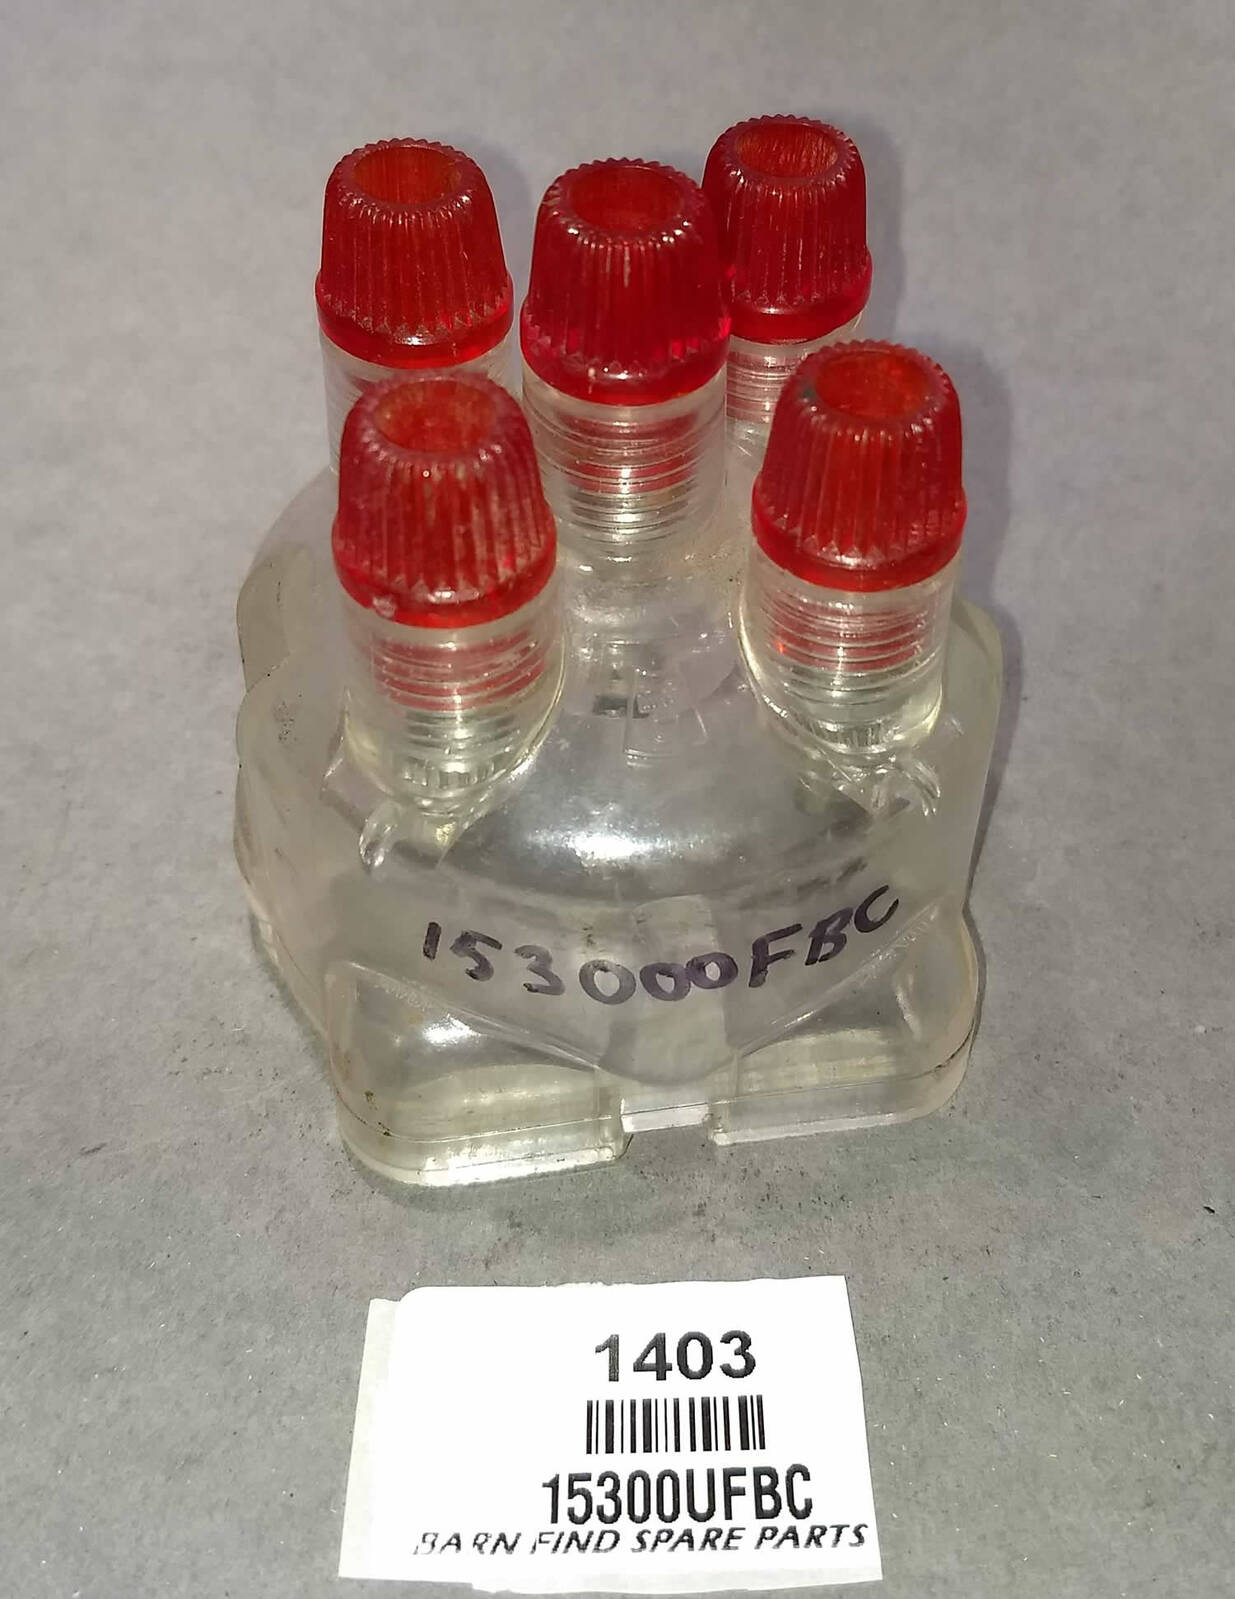 153000FBC
1403
15300UFBC
BARN FIND SPARE PARTS